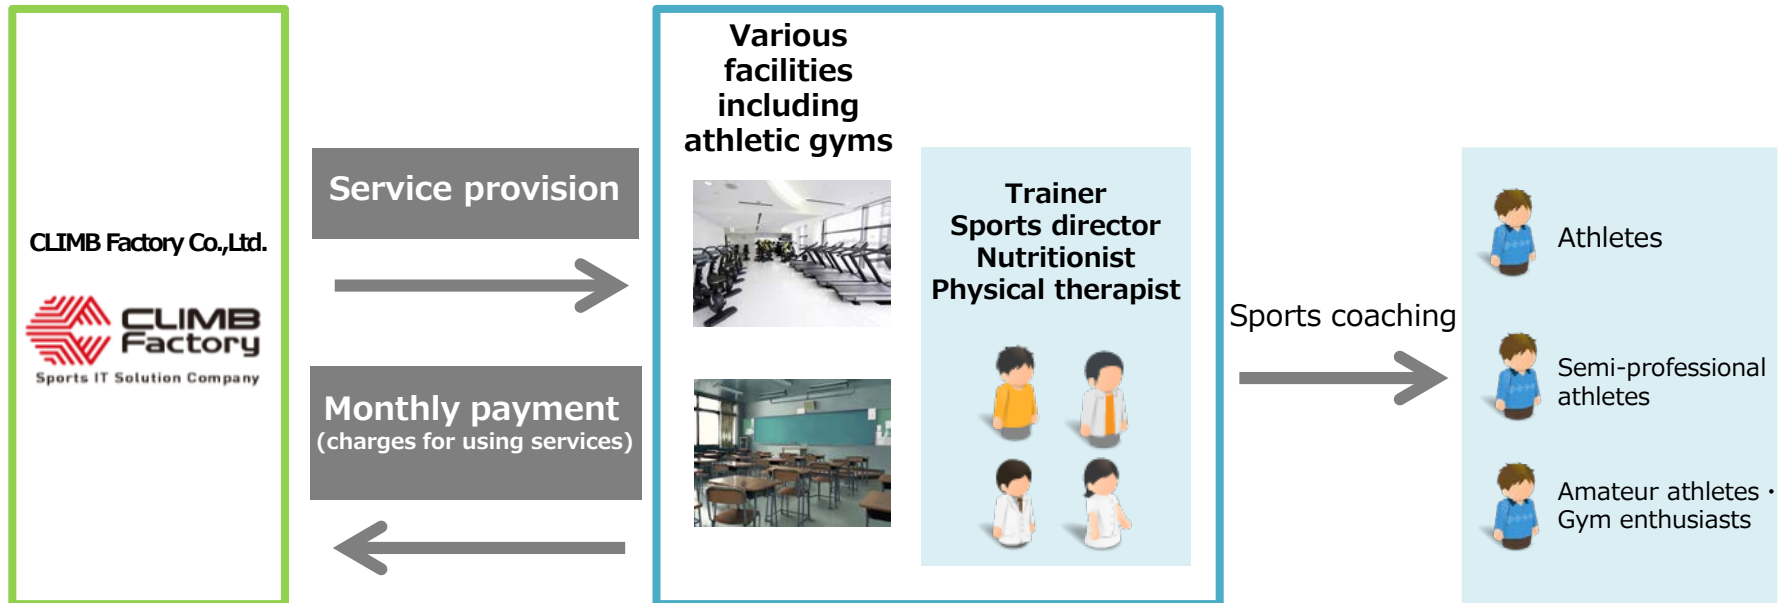 CLIMB Factory Co.,Ltd.
CLIMB
Factory
Sports IT Solution Company
Service provision
Monthly payment
(charges for using services)
Various
facilities
including
athletic gyms
Trainer
Sports director
Nutritionist
Physical therapist
Sports coaching
Athletes
Semi-professional
athletes
Amateur athletes・
Gym enthusiasts